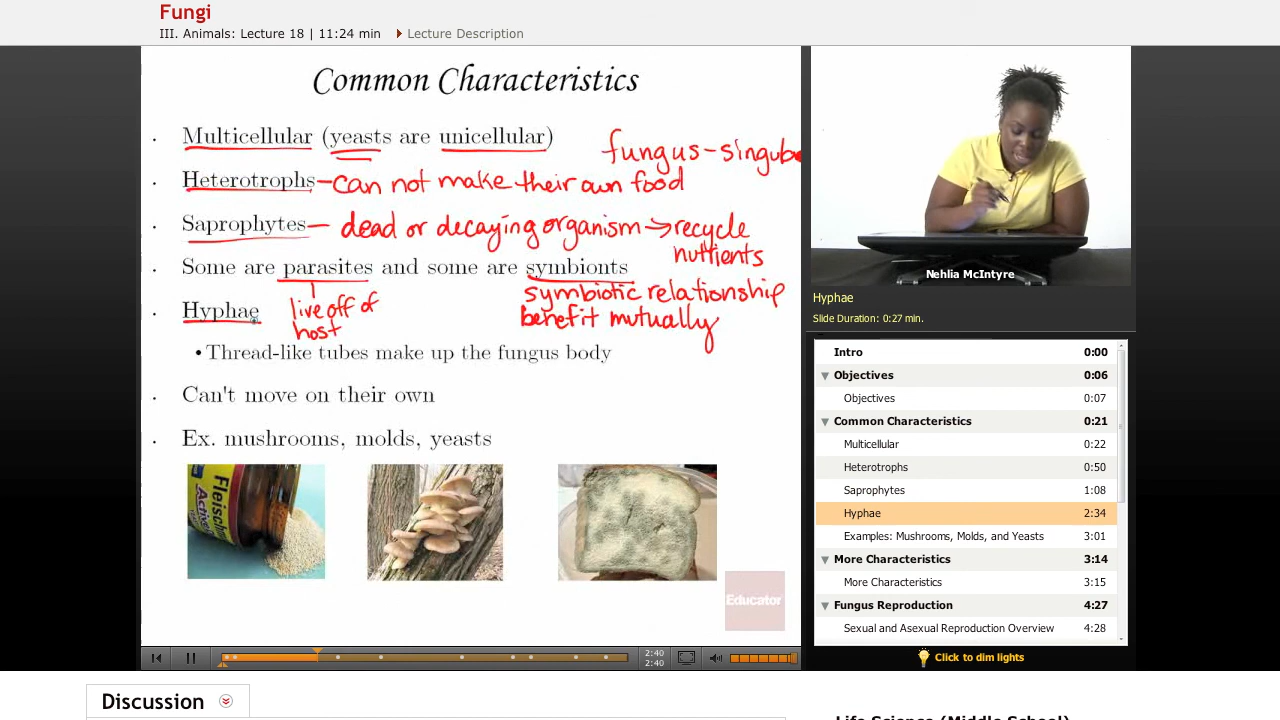 Fungi
III. Animals: Lecture 18 | 11:24 min
Lecture Description
Common Characteristics
Multicellular (yeasts are unicellular)
fungus-singular
Heterotrophs - can not make their own food
Saprophytes - dead or decaying organism → recycle
nutrients
Some are parasites and some are symbionts
live off of
host
symbiotic relationship
benefit mutually
Hyphae
• Thread-like tubes make up the fungus body
Can't move on their own
Ex. mushrooms, molds, yeasts
Educator
2:40
2:40
Nehlia McIntyre
Hyphae
Slide Duration: 0:27 min.
Intro 0:00
Objectives 0:06
Objectives 0:07
Common Characteristics 0:21
Multicellular 0:22
Heterotrophs 0:50
Saprophytes 1:08
Hyphae 2:34
Examples: Mushrooms, Molds, and Yeasts 3:01
More Characteristics 3:14
More Characteristics 3:15
Fungus Reproduction 4:27
Sexual and Asexual Reproduction Overview 4:28
Click to dim lights
Discussion
Life Science (Middle School)